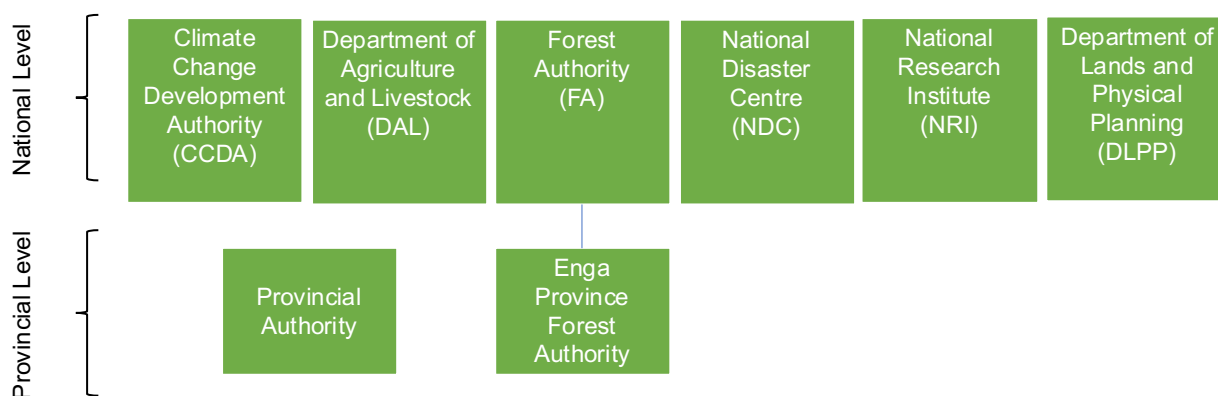 National Level
Climate
Change
Development
Authority
(CCDA)
Department of
Agriculture
and Livestock
(DAL)
Forest
Authority
(FA)
National
Disaster
Centre
(NDC)
National
Research
Institute
(NRI)
Department of
Lands and
Physical
Planning
(DLPP)
Provincial Level
Provincial
Authority
Enga
Province
Forest
Authority